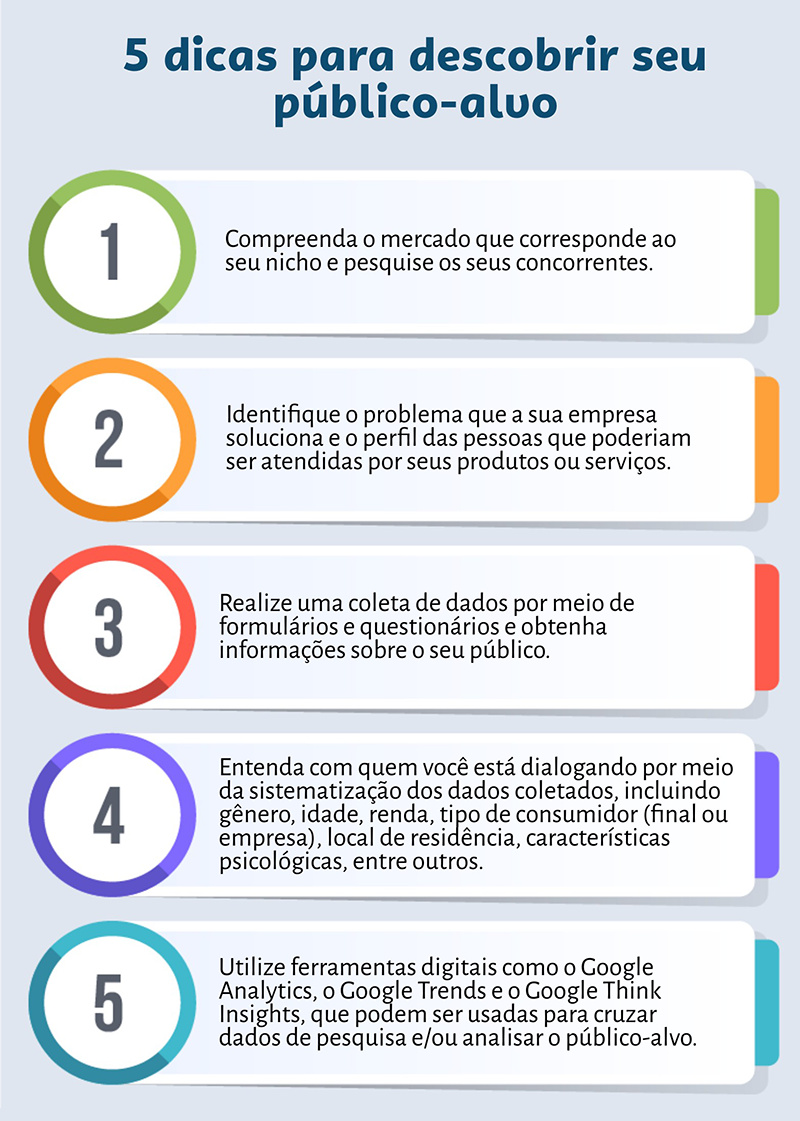 5 dicas para descobrir seu
público-alvo
1
Compreenda o mercado que corresponde ao
seu nicho e pesquise os seus concorrentes.
2
Identifique o problema que a sua empresa
soluciona e o perfil das pessoas que poderiam
ser atendidas por seus produtos ou serviços.
3
Realize uma coleta de dados por meio de
formulários e questionários e obtenha
informações sobre o seu público.
4
Entenda com quem você está dialogando por meio
da sistematização dos dados coletados, incluindo
gênero, idade, renda, tipo de consumidor (final ou
empresa), local de residência, características
psicológicas, entre outros.
5
Utilize ferramentas digitais como o Google
Analytics, o Google Trends e o Google Think
Insights, que podem ser usadas para cruzar
dados de pesquisa e/ou analisar o público-alvo.